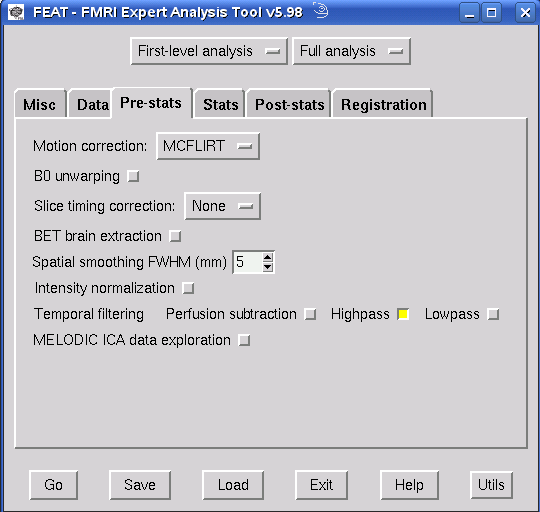 FEAT - FMRI Expert Analysis Tool v5.98
First-level analysis Full analysis
Misc Data Pre-stats Stats Post-stats Registration
Motion correction: MCFLIRT
B0 unwarping
Slice timing correction: None
BET brain extraction
Spatial smoothing FWHM (mm) 5
Intensity normalization
Temporal filtering Perfusion subtraction Highpass Lowpass
MELODIC ICA data exploration
Go Save Load Exit Help Utils